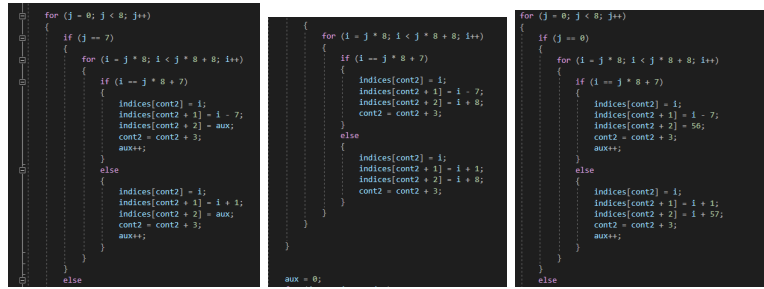 for (j = 0; j < 8; j++)
{
if (j == 7)
{
for (i = j * 8; i < j * 8 + 8; i++)
{
if (i == j * 8 + 7)
{
indices[cont2] = i;
indices[cont2 + 1] = i - 7;
indices[cont2 + 2] = aux;
cont2 = cont2 + 3;
aux++;
}
else
{
indices[cont2] = i;
indices[cont2 + 1] = i + 1;
indices[cont2 + 2] = aux;
cont2 = cont2 + 3;
aux++;
}
}
}
else
{
for (i = j * 8; i < j * 8 + 8; i++)
{
if (i == j * 8 + 7)
{
indices[cont2] = i;
indices[cont2 + 1] = i - 7;
indices[cont2 + 2] = i + 8;
cont2 = cont2 + 3;
}
else
{
indices[cont2] = i;
indices[cont2 + 1] = i + 1;
indices[cont2 + 2] = i + 8;
cont2 = cont2 + 3;
}
}
}
}
aux = 0;
for (j = 0; j < 8; j++)
{
if (j == 0)
{
for (i = j * 8; i < j * 8 + 8; i++)
{
if (i == j * 8 + 7)
{
indices[cont2] = i;
indices[cont2 + 1] = i - 7;
indices[cont2 + 2] = 56;
cont2 = cont2 + 3;
aux++;
}
else
{
indices[cont2] = i;
indices[cont2 + 1] = i + 1;
indices[cont2 + 2] = i + 57;
cont2 = cont2 + 3;
aux++;
}
}
}
else